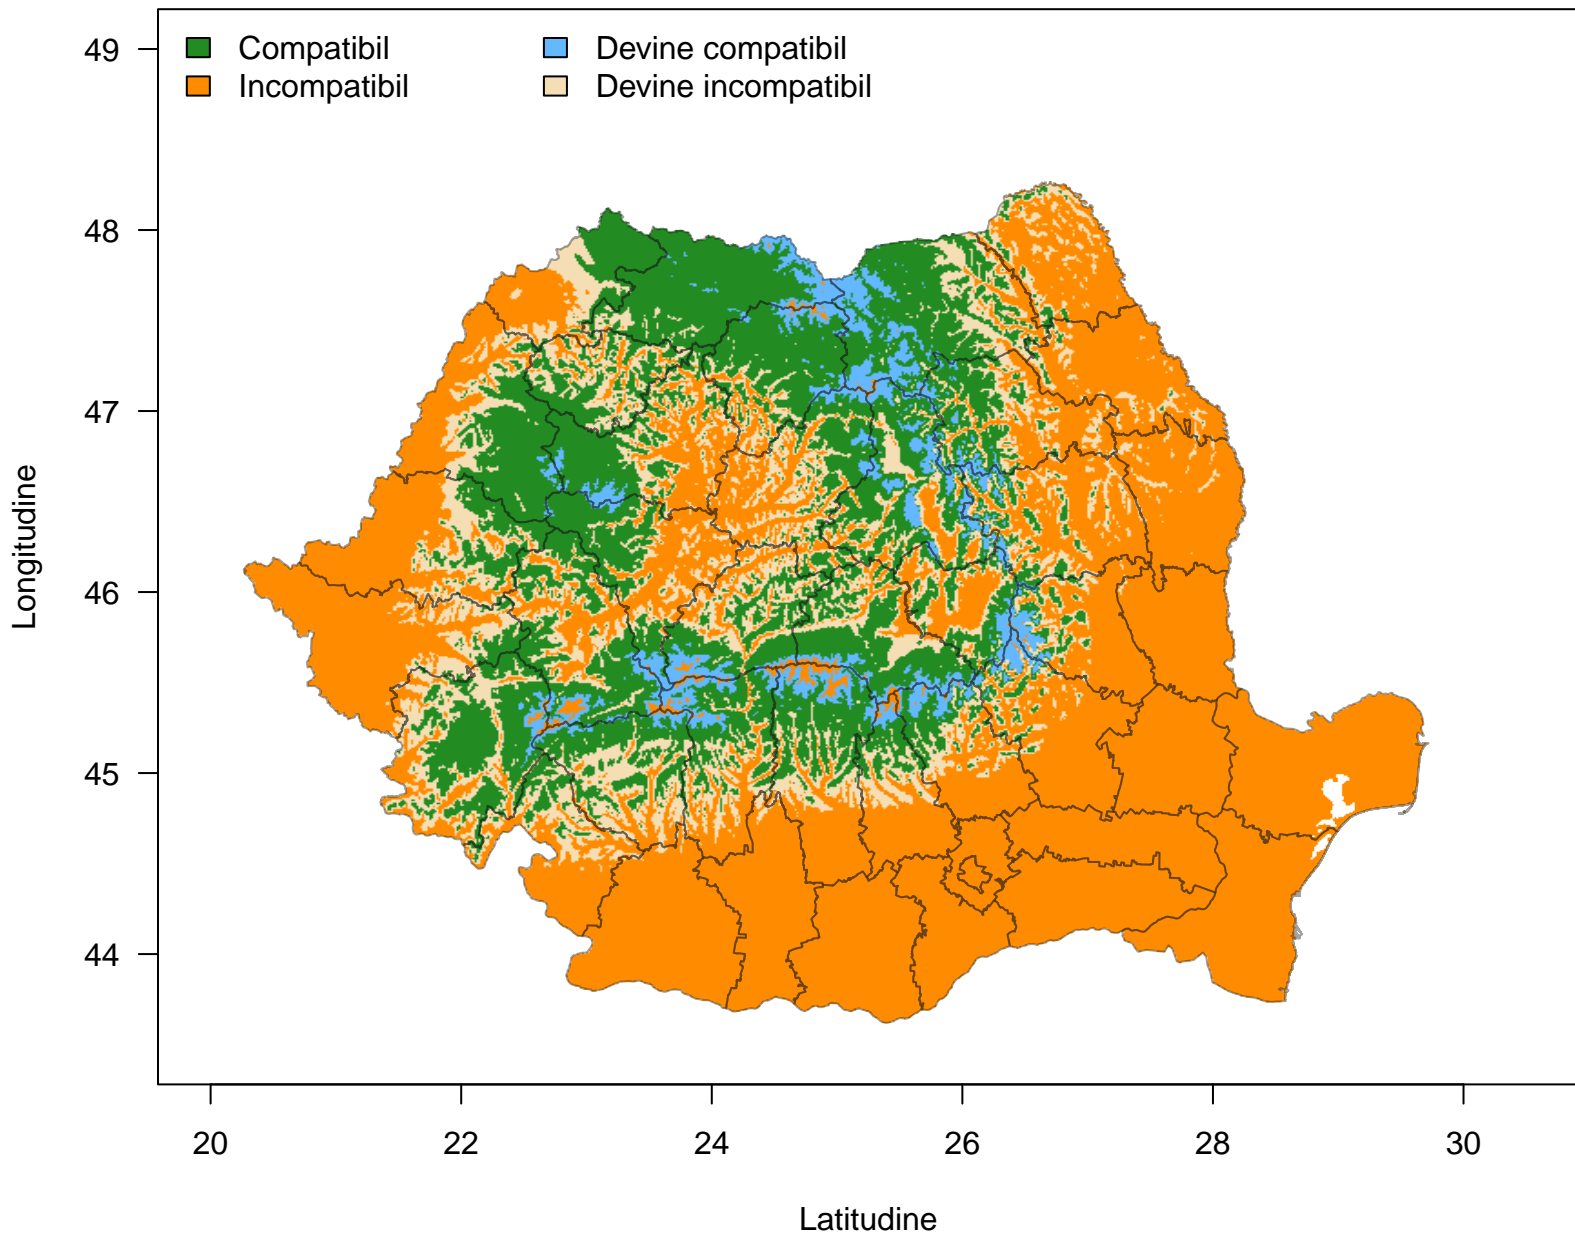 Compatibil
Incompatibil
Devine compatibil
Devine incompatibil
49
48
47
46
45
44
Longitudine
20 22 24 26 28 30
Latitudine